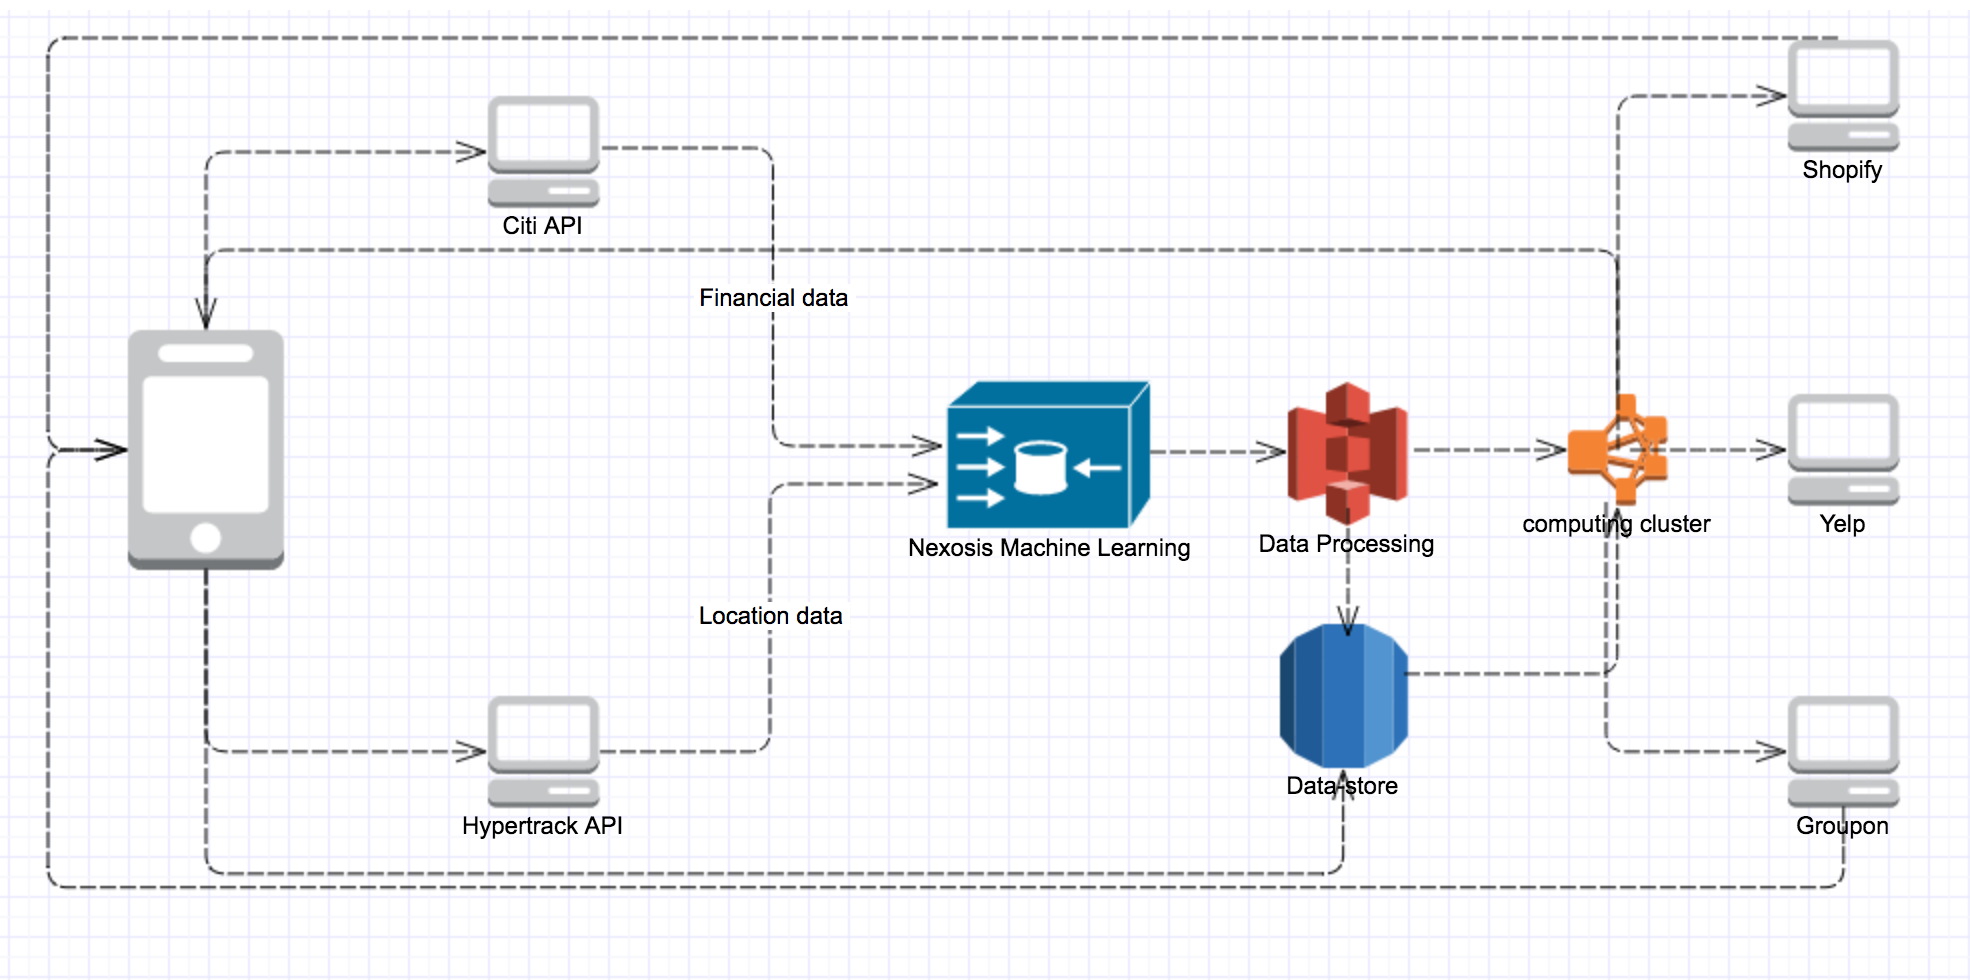 Shopify
Citi API
Financial data
Nexosis Machine Learning
Data Processing
computing cluster
Yelp
Location data
Data-store
Hypertrack API
Groupon